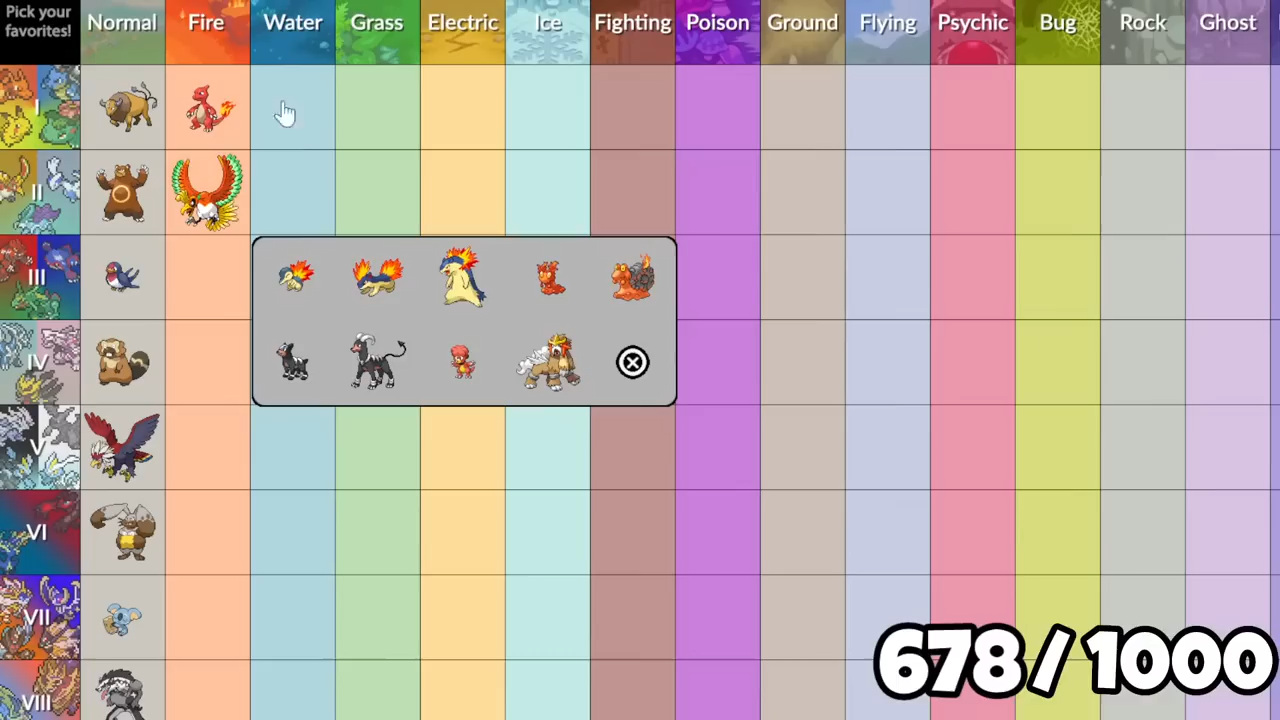 Pick your
favorites!
Normal Fire Water Grass Electric Ice Fighting Poison Ground Flying Psychic Bug Rock Ghost
I
II
III
IV
V
VI
VII
VIII
678/1000